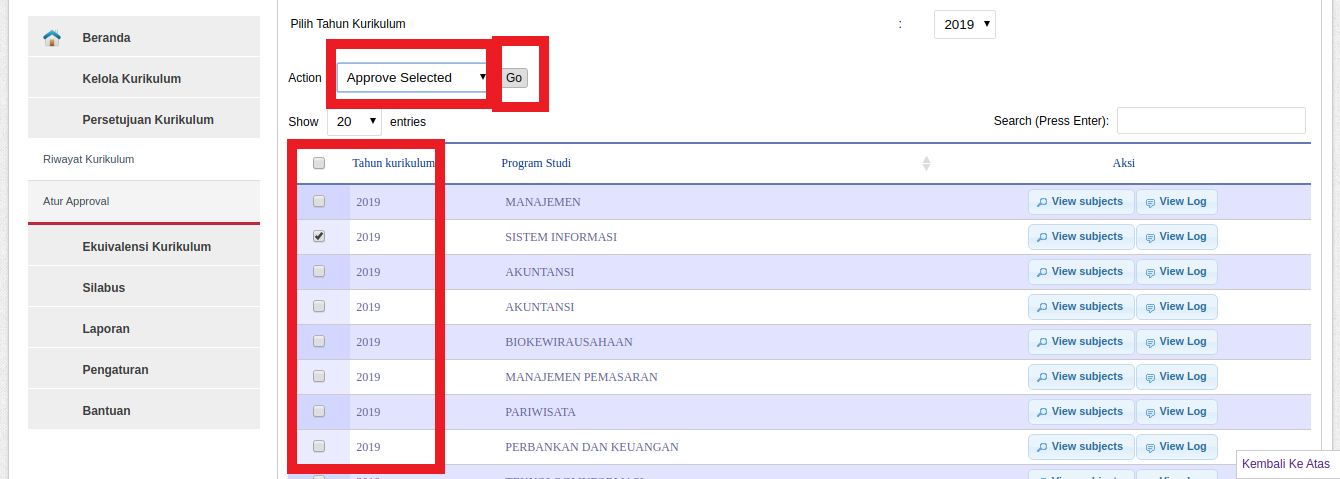 Beranda
Kelola Kurikulum
Persetujuan Kurikulum
Riwayat Kurikulum
Atur Approval
Ekuivalensi Kurikulum
Silabus
Laporan
Pengaturan
Bantuan
Pilih Tahun Kurikulum : 2019
Action Approve Selected Go
Show 20 entries Search (Press Enter):
Tahun kurikulum Program Studi Aksi
2019 MANAJEMEN View subjects View Log
2019 SISTEM INFORMASI View subjects View Log
2019 AKUNTANSI View subjects View Log
2019 AKUNTANSI View subjects View Log
2019 BIOKEWIRAUSAHAAN View subjects View Log
2019 MANAJEMEN PEMASARAN View subjects View Log
2019 PARIWISATA View subjects View Log
2019 PERBANKAN DAN KEUANGAN View subjects View Log
Kembali Ke Atas